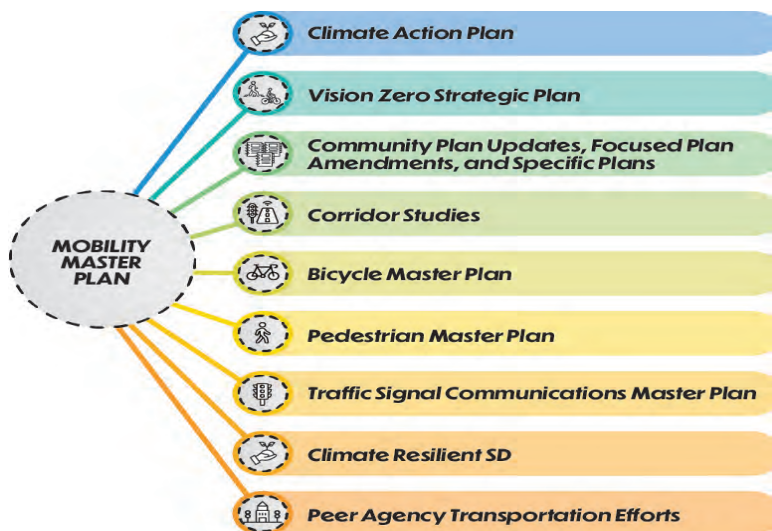 Climate Action Plan
Vision Zero Strategic Plan
Community Plan Updates, Focused Plan
Amendments, and Specific Plans
Corridor Studies
MOBILITY
MASTER
PLAN
Bicycle Master Plan
Pedestrian Master Plan
Traffic Signal Communications Master Plan
Climate Resilient SD
Peer Agency Transportation Efforts